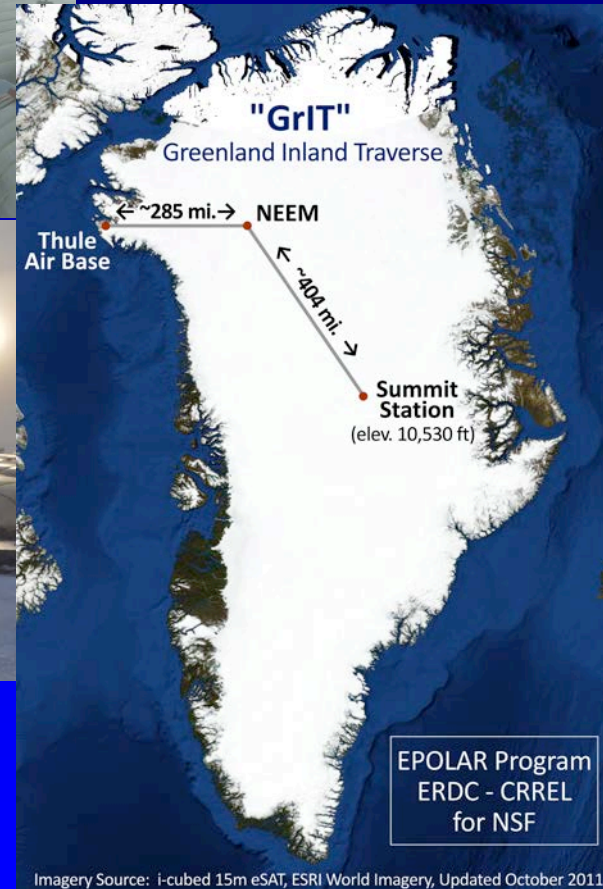 "GrIT"
Greenland Inland Traverse
← ~285 mi. →
NEEM
Thule
Air Base
← ~404 mi. →
Summit
Station
(elev. 10,530 ft)
EPOLAR Program
ERDC - CRREL
for NSF
Imagery Source: i-cubed 15m eSAT, ESRI World Imagery, Updated October 2011